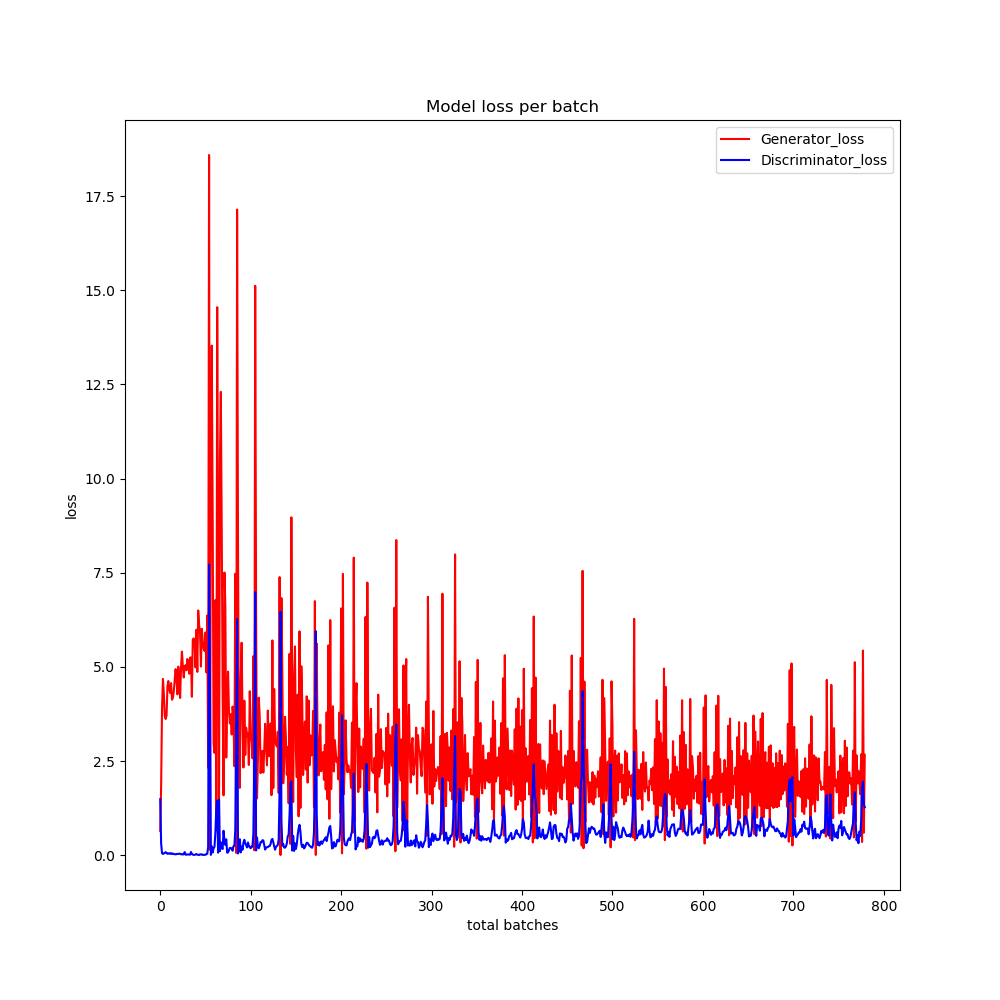 Model loss per batch
Generator_loss
Discriminator_loss
17.5
15.0
12.5
10.0
7.5
5.0
2.5
0.0
loss
0 100 200 300 400 500 600 700 800
total batches